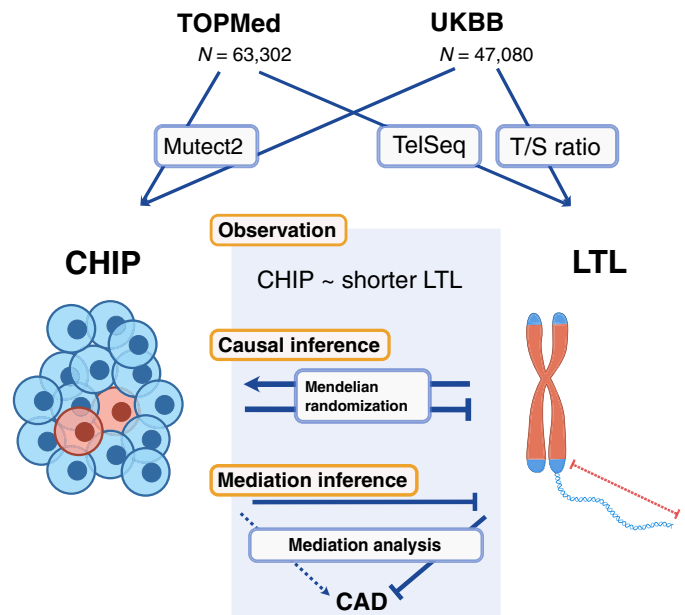 TOPMed
UKBB
N = 63,302
N = 47,080
Mutect2
TelSeq
T/S ratio
Observation
CHIP
LTL
CHIP ~ shorter LTL
Causal inference
Mendelian
randomization
Mediation inference
Mediation analysis
CAD